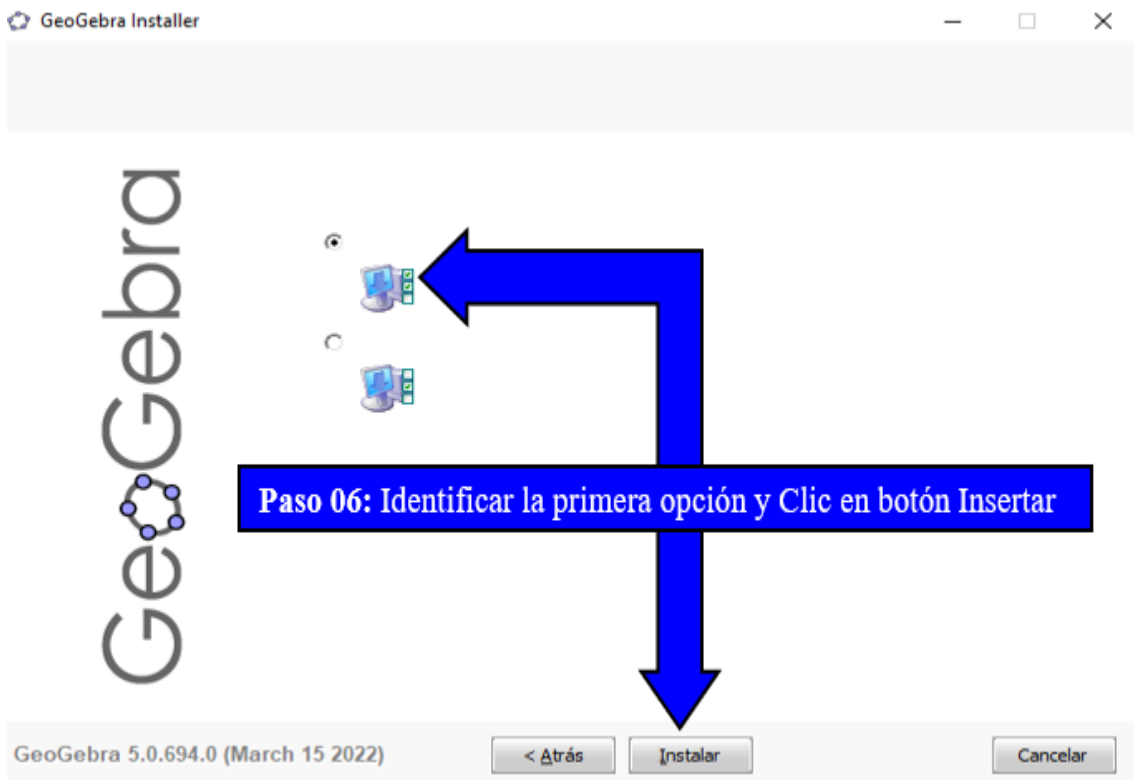 GeoGebra Installer
GeoGebra
Paso 06: Identificar la primera opción y Clic en botón Insertar
GeoGebra 5.0.694.0 (March 15 2022)
< Atrás
Instalar
Cancelar